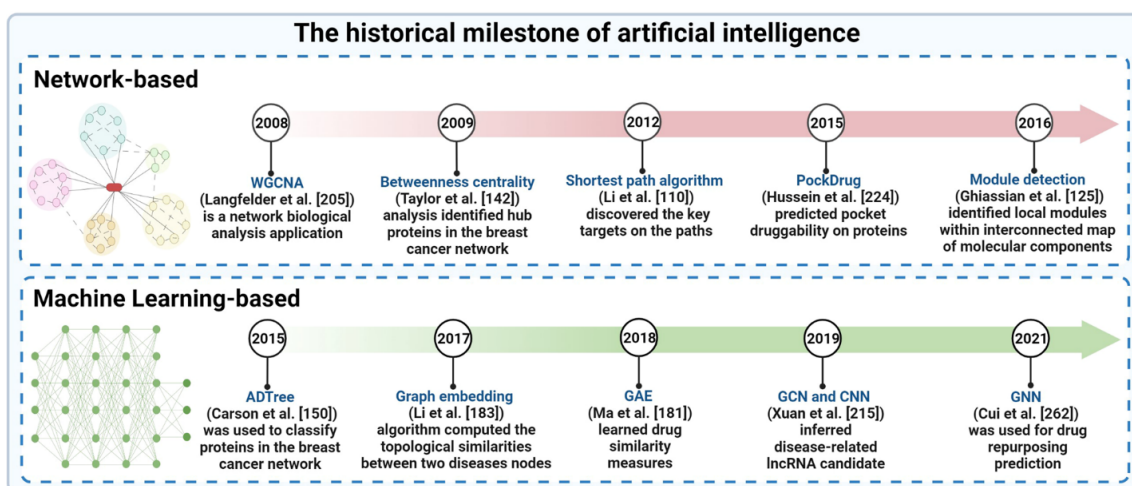 The historical milestone of artificial intelligence
Network-based
2008
2009
2012
2015
2016
WGCNA
(Langfelder et al. [205])
is a network biological
analysis application
Betweenness centrality
(Taylor et al. [142])
analysis identified hub
proteins in the breast
cancer network
Shortest path algorithm
(Li et al. [110])
discovered the key
targets on the paths
PockDrug
(Hussein et al. [224])
predicted pocket
druggability on proteins
Module detection
(Ghiassian et al. [125])
identified local modules
within interconnected map
of molecular components
Machine Learning-based
2015
2017
2018
2019
2021
ADTree
(Carson et al. [150])
was used to classify
proteins in the breast
cancer network
Graph embedding
(Li et al. [183])
algorithm computed the
topological similarities
between two diseases nodes
GAE
(Ma et al. [181])
learned drug
similarity
measures
GCN and CNN
(Xuan et al. [215])
inferred
disease-related
lncRNA candidate
GNN
(Cui et al. [262])
was used for drug
repurposing
prediction